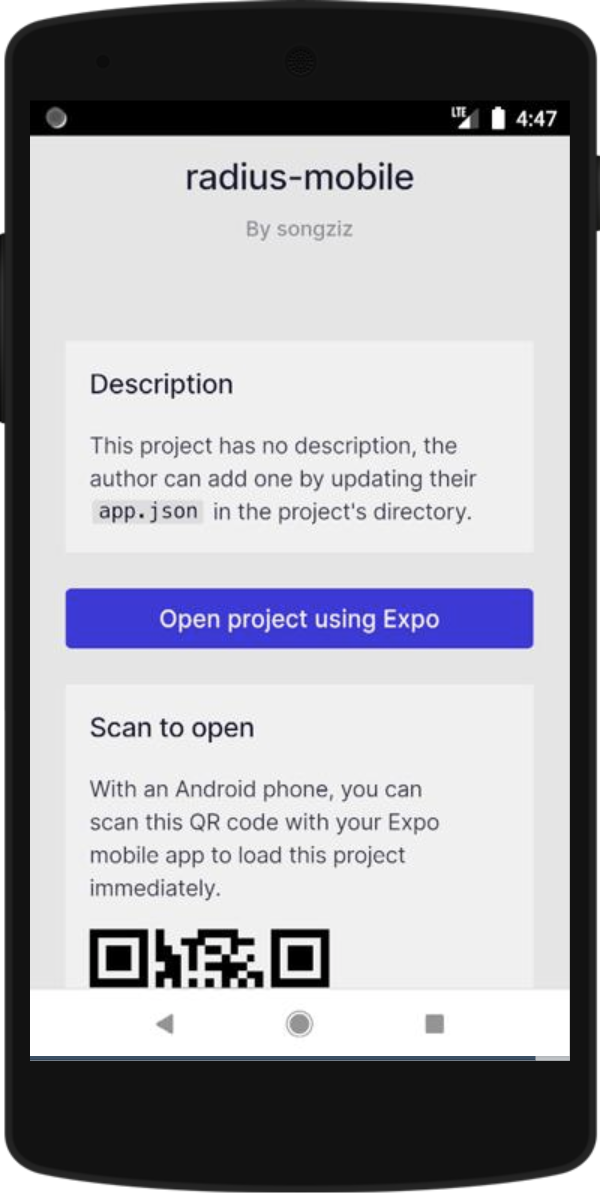 LTE 4:47
radius-mobile
By songziz
Description
This project has no description, the
author can add one by updating their
app.json in the project's directory.
Open project using Expo
Scan to open
With an Android phone, you can
scan this QR code with your Expo
mobile app to load this project
immediately.